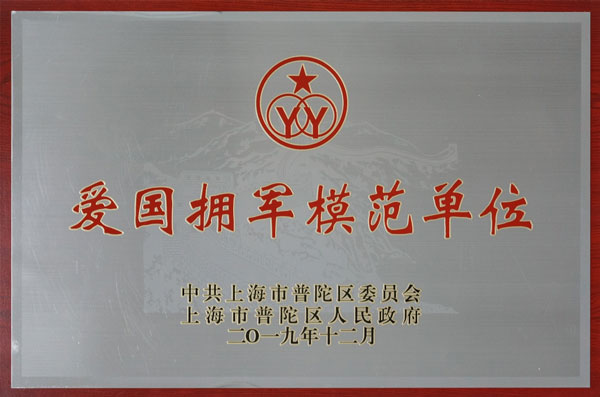 YY
爱国拥军模范单位
中共上海市普陀区委员会
上海市普陀区人民政府
二〇一九年十二月